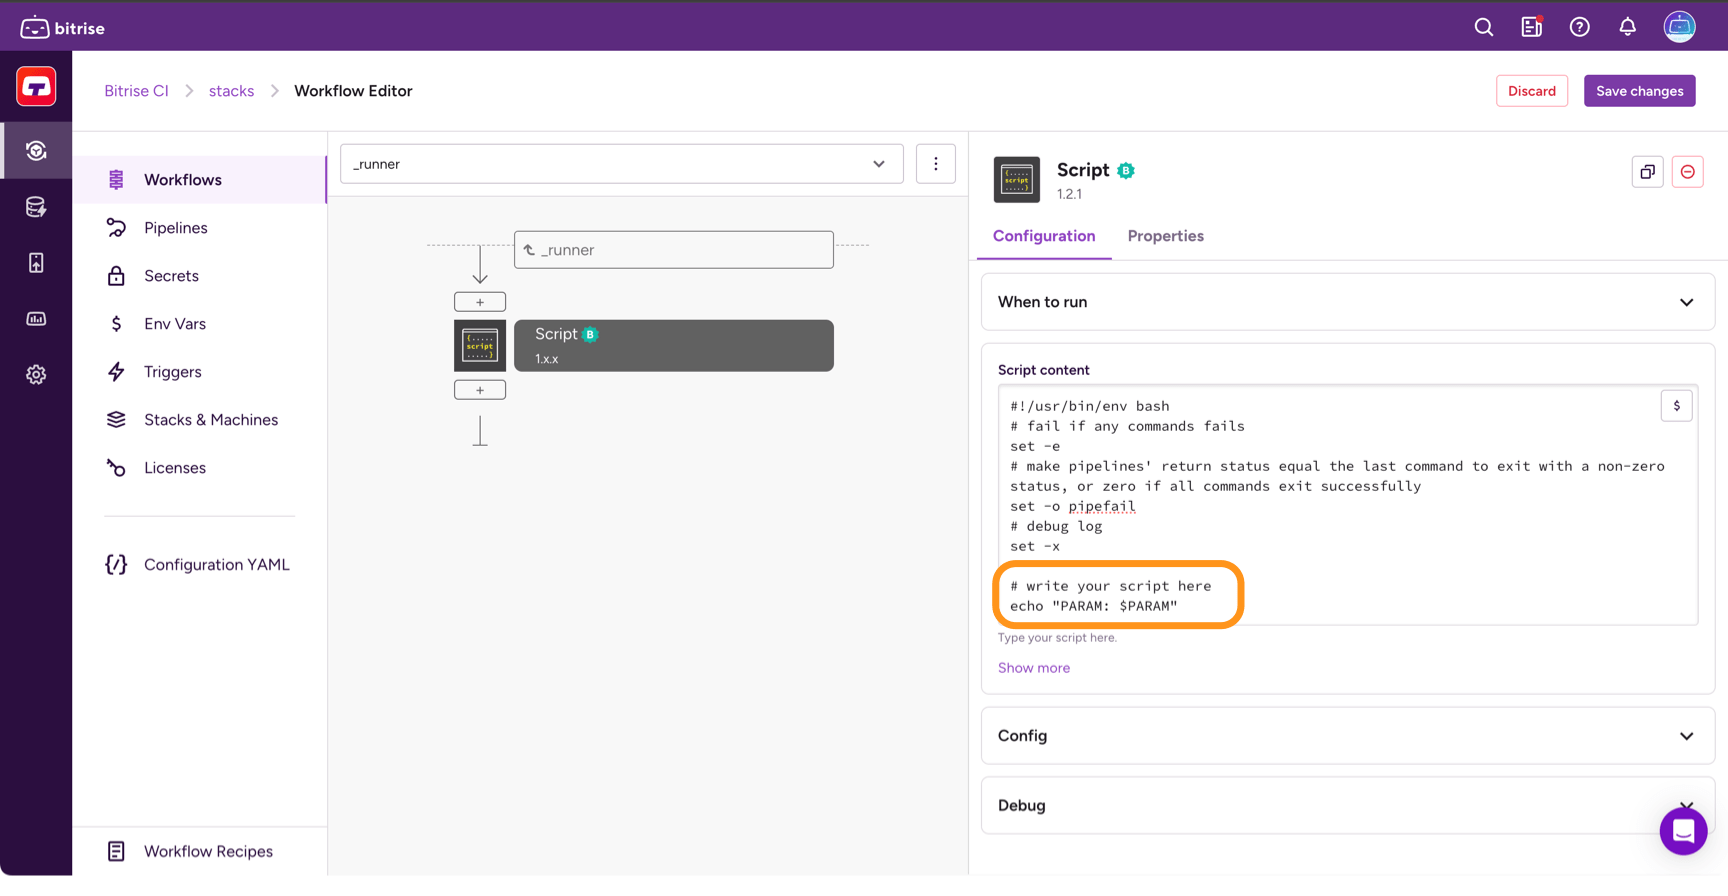 bitrise
Bitrise CI
stacks
Workflow Editor
Discard
Save changes
Workflows
Pipelines
Secrets
$
Env Vars
Triggers
Stacks & Machines
Licenses
{/}
Configuration YAML
Workflow Recipes
_runner
_runner
+
{.....
script
.....}
Script B
1.x.x
+
{.....
script
.....}
Script B
1.2.1
Configuration
Properties
When to run
Script content
$
#!/usr/bin/env bash
# fail if any commands fails
set -e
# make pipelines' return status equal the last command to exit with a non-zero
status, or zero if all commands exit successfully
set -o pipefail
# debug log
set -x
# write your script here
echo "PARAM: $PARAM"
Type your script here.
Show more
Config
Debug